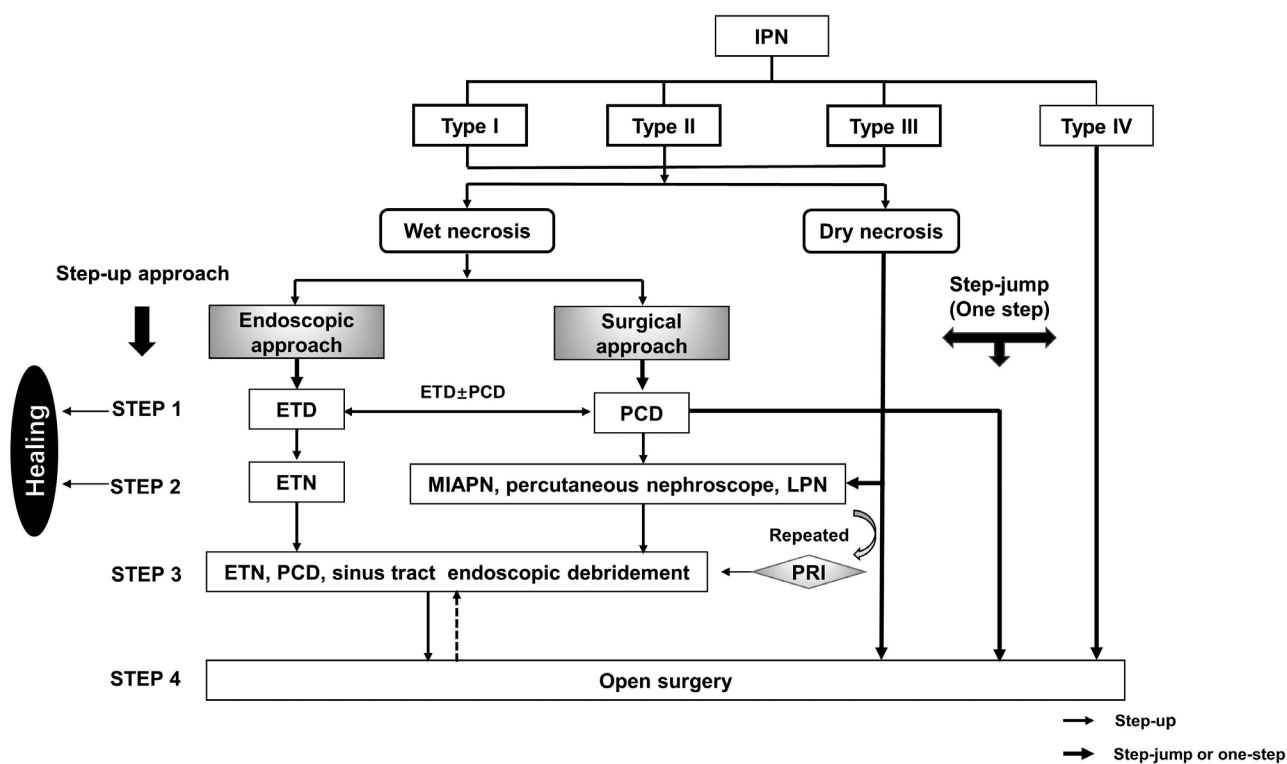 IPN
Type I
Type II
Type III
Type IV
Wet necrosis
Dry necrosis
Step-up approach
Step-jump
(One step)
Endoscopic
approach
Surgical
approach
Healing
STEP 1
ETD
ETD±PCD
PCD
STEP 2
ETN
MIAPN, percutaneous nephroscope, LPN
Repeated
STEP 3
ETN, PCD, sinus tract endoscopic debridement
PRI
STEP 4
Open surgery
Step-up
Step-jump or one-step